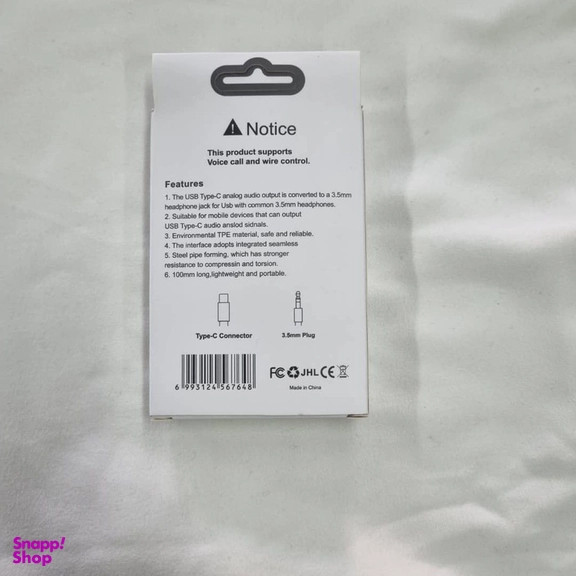 Notice
This product supports
Voice call and wire control.
Features
1. The USB Type-C analog audio output is converted to a 3.5mm
headphone jack for Usb with common 3.5mm headphones.
2. Suitable for mobile devices that can output
USB Type-C audio anslod sidnals.
3. Environmental TPE material, safe and reliable.
4. The interface adopts integrated seamless
5. Steel pipe forming, which has stronger
resistance to compressin and torsion.
6. 100mm long,lightweight and portable.
Type-C Connector 3.5mm Plug
6 993124 567648
FC JHL CE
Made in China
Snapp!
Shop